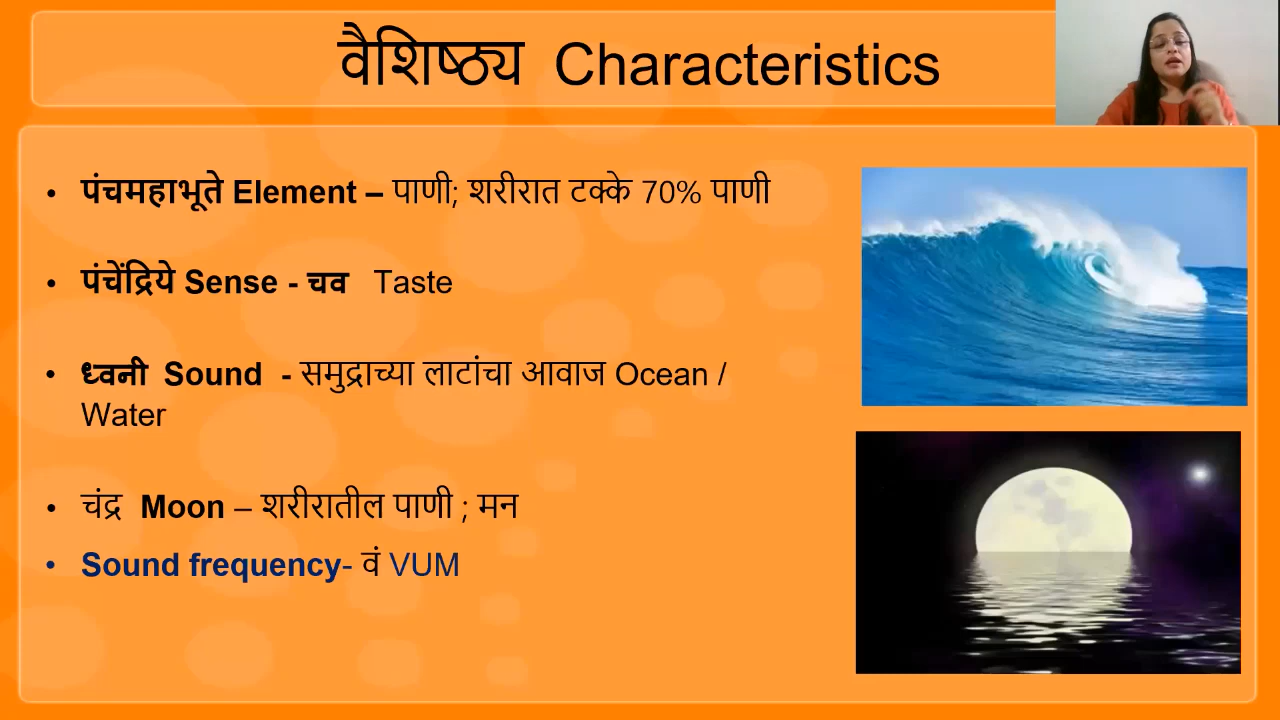 वैशिष्ठ्य Characteristics
• पंचमहाभूते Element – पाणी; शरीरात टक्के 70% पाणी
• पंचेंद्रिये Sense - चव Taste
• ध्वनी Sound - समुद्राच्या लाटांचा आवाज Ocean /
Water
• चंद्र Moon – शरीरातील पाणी ; मन
• Sound frequency- वं VUM